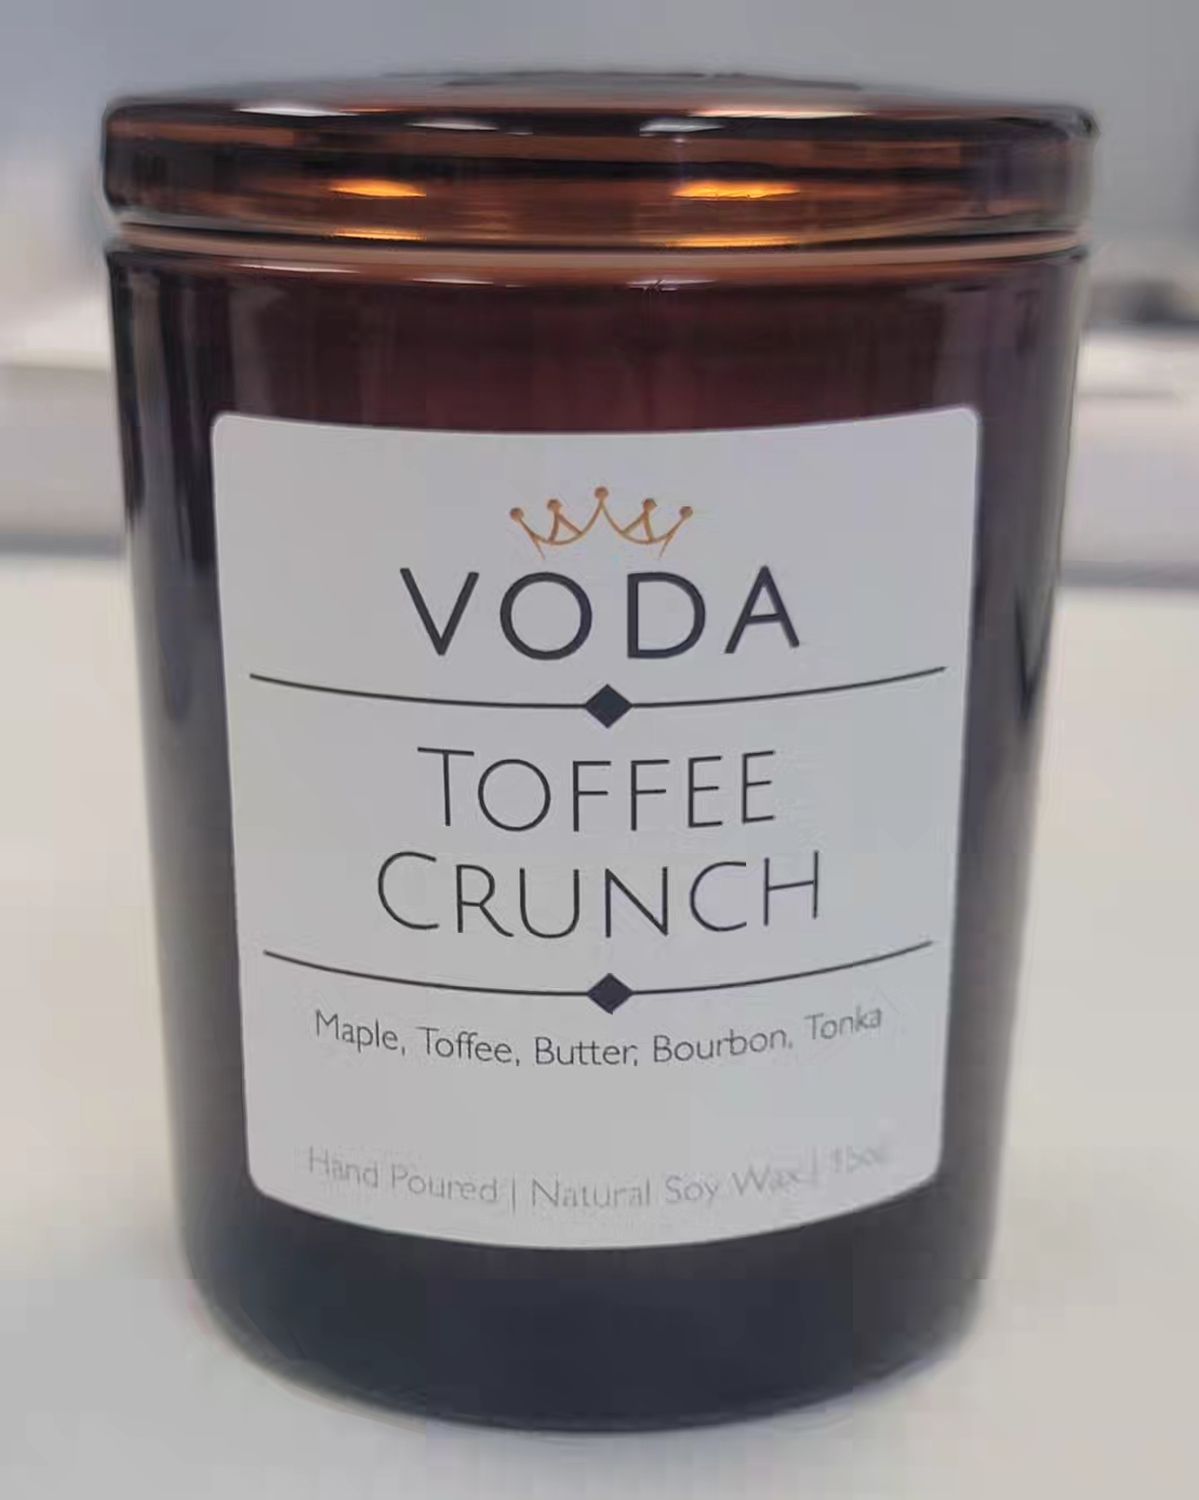 VODA
TOFFEE
CRUNCH
Maple, Toffee, Butter, Bourbon, Tonka
Hand Poured | Natural Soy Wax |